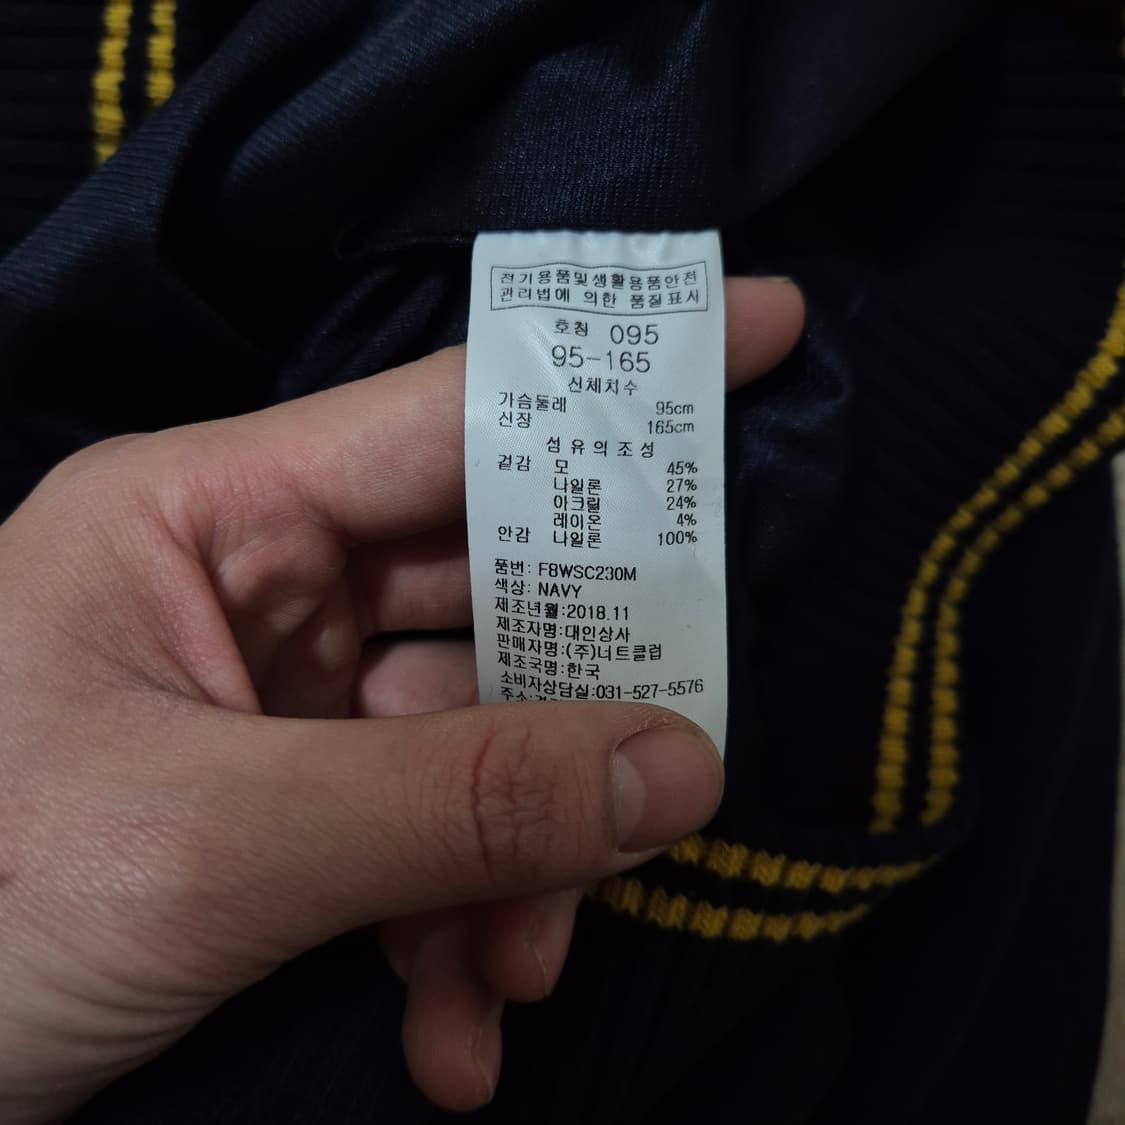 전기용품및생활용품안전
관리법에 의한 품질표시
호칭 095
95-165
신체치수
가슴둘레 95cm
신장 165cm
섬유의조성
겉감 모 45%
나일론 27%
아크릴 24%
레이온 4%
안감 나일론 100%
품번: F8WSC230M
색상: NAVY
제조년월:2018.11
제조자명:대인상사
판매자명:(주)너트클럽
제조국명:한국
소비자상담실:031-527-5576
주소: